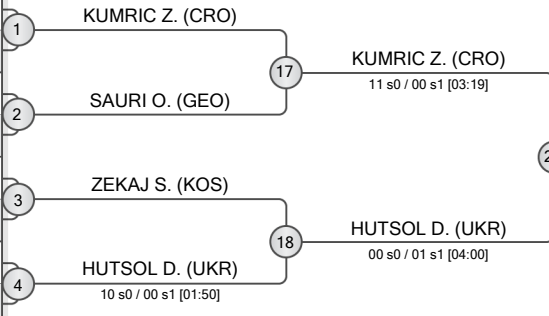 1
KUMRIC Z. (CRO)
17
KUMRIC Z. (CRO)
11 s0 / 00 s1 [03:19]
2
SAURI O. (GEO)
3
ZEKAJ S. (KOS)
18
HUTSOL D. (UKR)
00 s0 / 01 s1 [04:00]
4
HUTSOL D. (UKR)
10 s0 / 00 s1 [01:50]